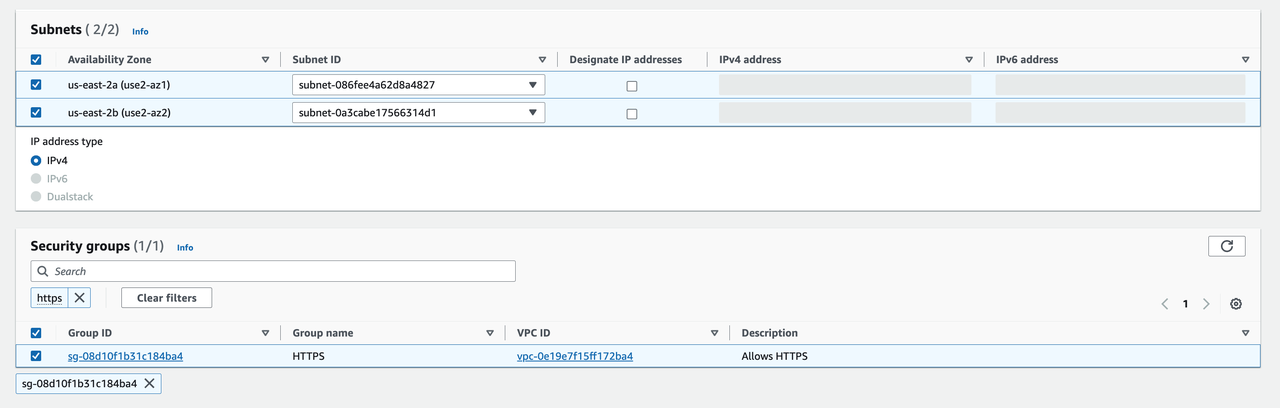 Subnets ( 2/2) Info
Availability Zone Subnet ID Designate IP addresses IPv4 address IPv6 address
us-east-2a (use2-az1) subnet-086fee4a62d8a4827
us-east-2b (use2-az2) subnet-0a3cabe17566314d1
IP address type
IPv4
IPv6
Dualstack
Security groups (1/1) Info
Search
https Clear filters
1
Group ID Group name VPC ID Description
sg-08d10f1b31c184ba4 HTTPS vpc-0e19e7f15ff172ba4 Allows HTTPS
sg-08d10f1b31c184ba4